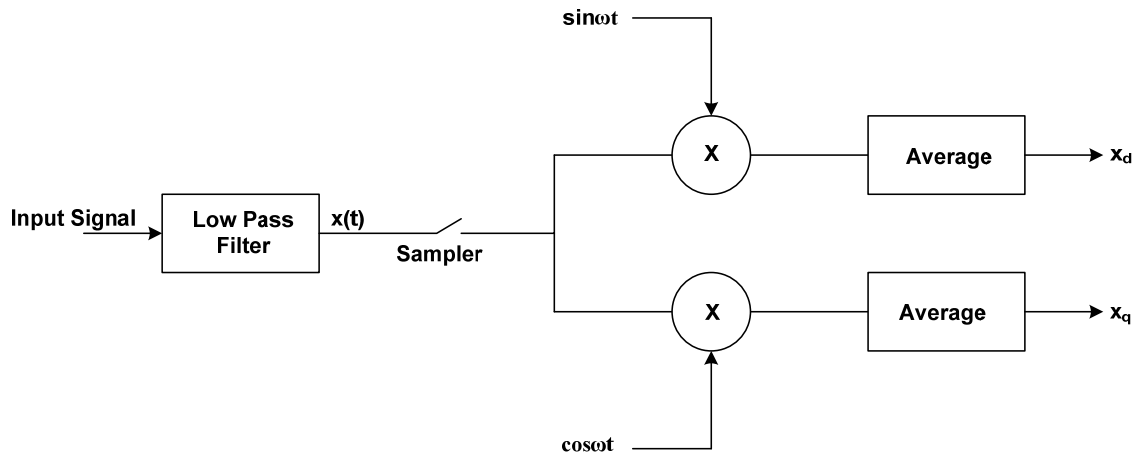 sinωt
X
Average
x_d
Input Signal
Low Pass
Filter
x(t)
Sampler
X
Average
x_q
cosωt